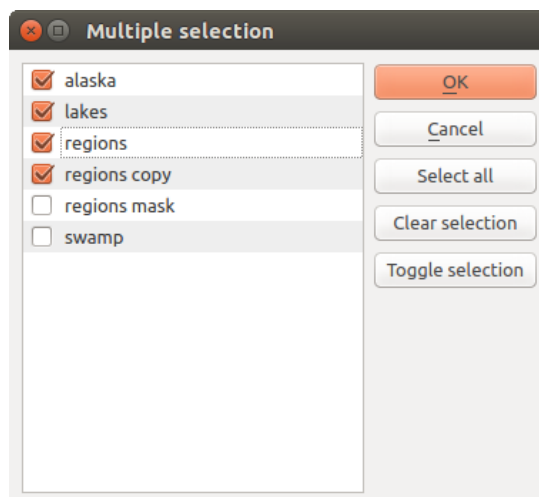 Multiple selection
alaska
lakes
regions
regions copy
regions mask
swamp
OK
Cancel
Select all
Clear selection
Toggle selection